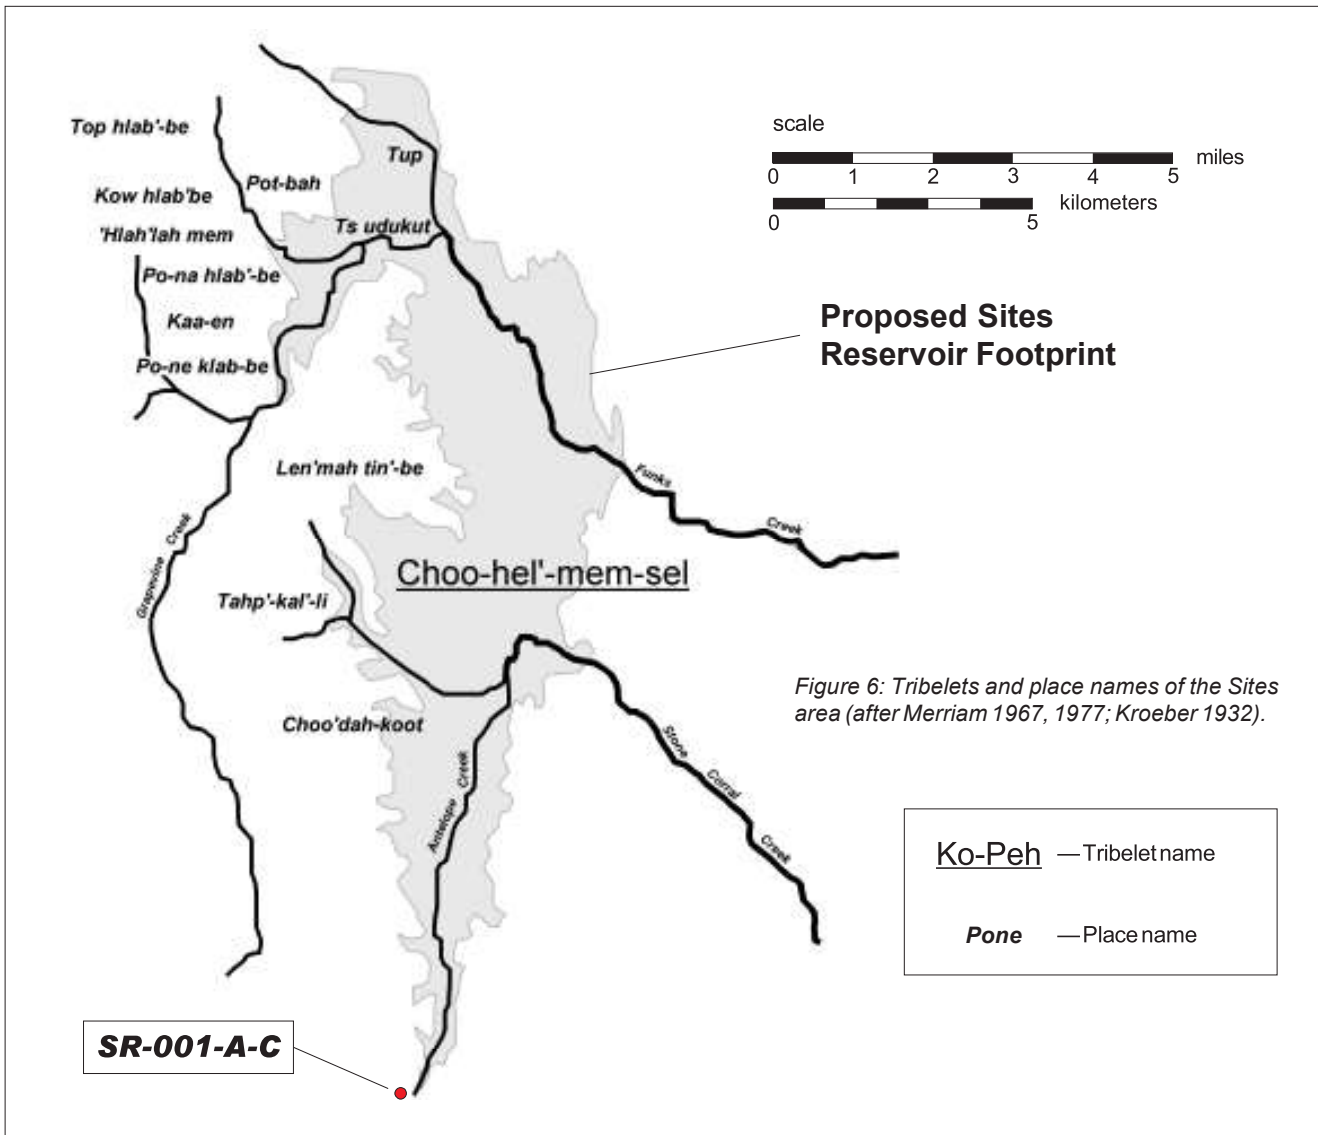 scale
miles
0 1 2 3 4 5
kilometers
0 5
Top hlab'-be
Tup
Pot-bah
Kow hlab'be
'Hlah'lah mem
Ts udukut
Po-na hlab'-be
Kaa-en
Po-ne klab-be
Proposed Sites
Reservoir Footprint
Len'mah tin'-be
Funks
Creek
Grapevine Creek
Choo-hel'-mem-sel
Tahp'-kal'-li
Figure 6: Tribelets and place names of the Sites
area (after Merriam 1967, 1977; Kroeber 1932).
Choo'dah-koot
Antelope Creek
Stone
Corral
Creek
Ko-Peh — Tribelet name
Pone — Place name
SR-001-A-C